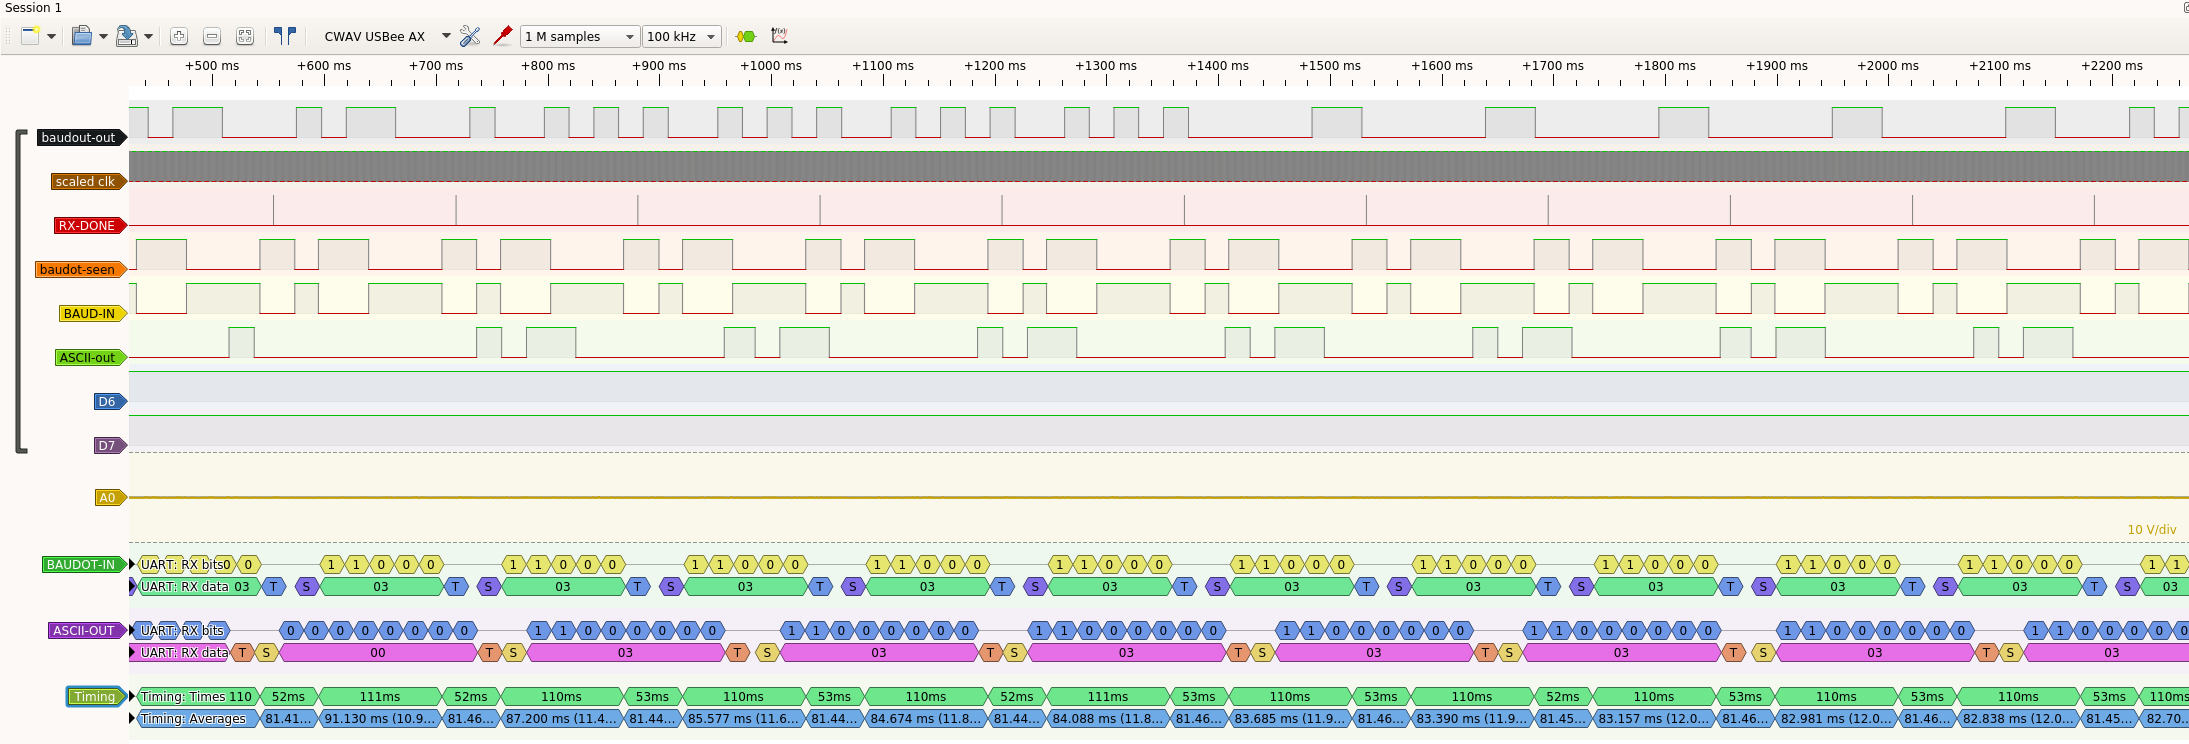 Session 1
CWAV USBee AX 1 M samples 100 kHz
+500 ms +600 ms +700 ms +800 ms +900 ms +1000 ms +1100 ms +1200 ms +1300 ms +1400 ms +1500 ms +1600 ms +1700 ms +1800 ms +1900 ms +2000 ms +2100 ms +2200 ms
baudout-out
scaled clk
RX-DONE
baudot-seen
BAUD-IN
ASCII-out
D6
D7
A0
10 V/div
BAUDOT-IN UART: RX bits 0 0 1 1 0 0 0 1 1 0 0 0 1 1 0 0 0 1 1 0 0 0 1 1 0 0 0 1 1 0 0 0 1 1 0 0 0 1 1 0 0 0 1 1 0 0 0 1 1 0 0 0 1 1
UART: RX data 03 T S 03 T S 03 T S 03 T S 03 T S 03 T S 03 T S 03 T S 03 T S 03 T S 03 T S 03
ASCII-OUT UART: RX bits 0 0 0 0 0 0 0 0 1 1 0 0 0 0 0 0 1 1 0 0 0 0 0 0 1 1 0 0 0 0 0 0 1 1 0 0 0 0 0 0 1 1 0 0 0 0 0 0 1 1 0 0 0 0 0 0 1 1 0 0 0 0 0
UART: RX data T S 00 T S 03 T S 03 T S 03 T S 03 T S 03 T S 03 T S 03
Timing Timing: Times 110 52ms 111ms 52ms 110ms 53ms 110ms 53ms 110ms 52ms 111ms 53ms 110ms 53ms 110ms 52ms 110ms 53ms 110ms 53ms 110ms 53ms 110ms
Timing: Averages 81.41... 91.130 ms (10.9... 81.46... 87.200 ms (11.4... 81.44... 85.577 ms (11.6... 81.44... 84.674 ms (11.8... 81.44... 84.088 ms (11.8... 81.46... 83.685 ms (11.9... 81.46... 83.390 ms (11.9... 81.45... 83.157 ms (12.0... 81.46... 82.981 ms (12.0... 81.46... 82.838 ms (12.0... 81.45... 82.70...